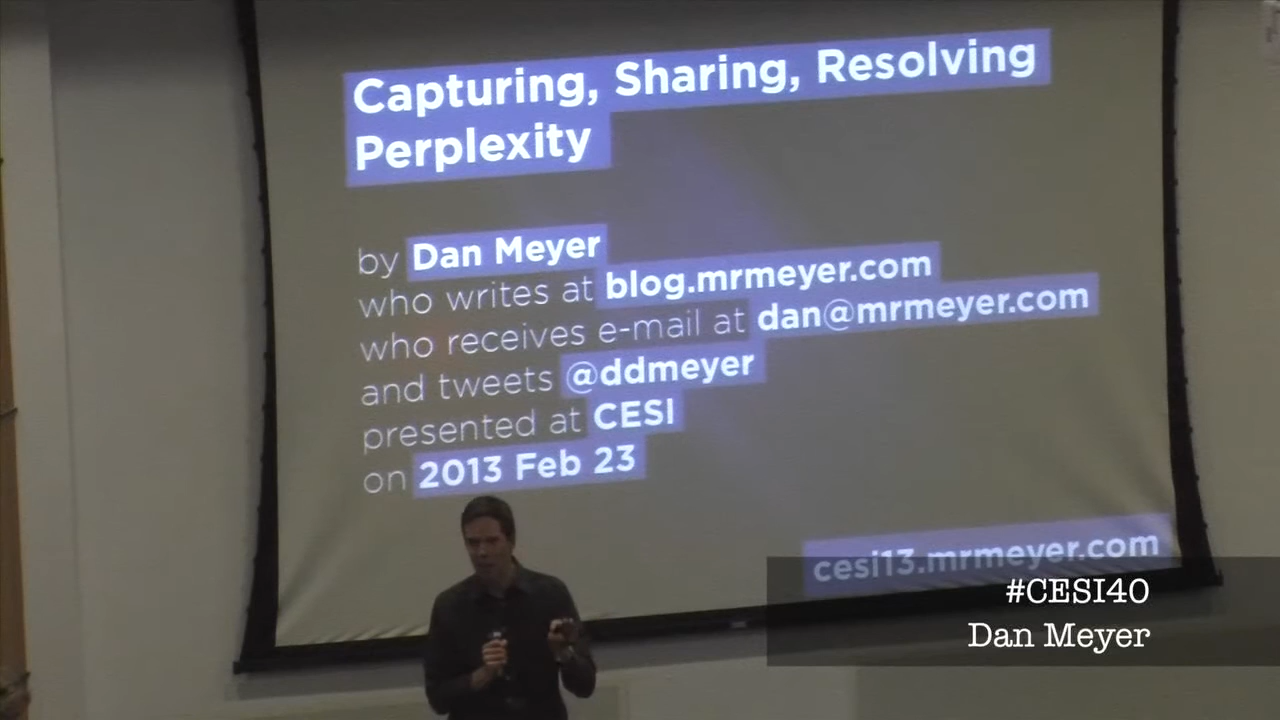 Capturing, Sharing, Resolving
Perplexity
by Dan Meyer
who writes at blog.mrmeyer.com
who receives e-mail at dan@mrmeyer.com
and tweets @ddmeyer
presented at CESI
on 2013 Feb 23
cesi13.mrmeyer.com
#CESI40
Dan Meyer